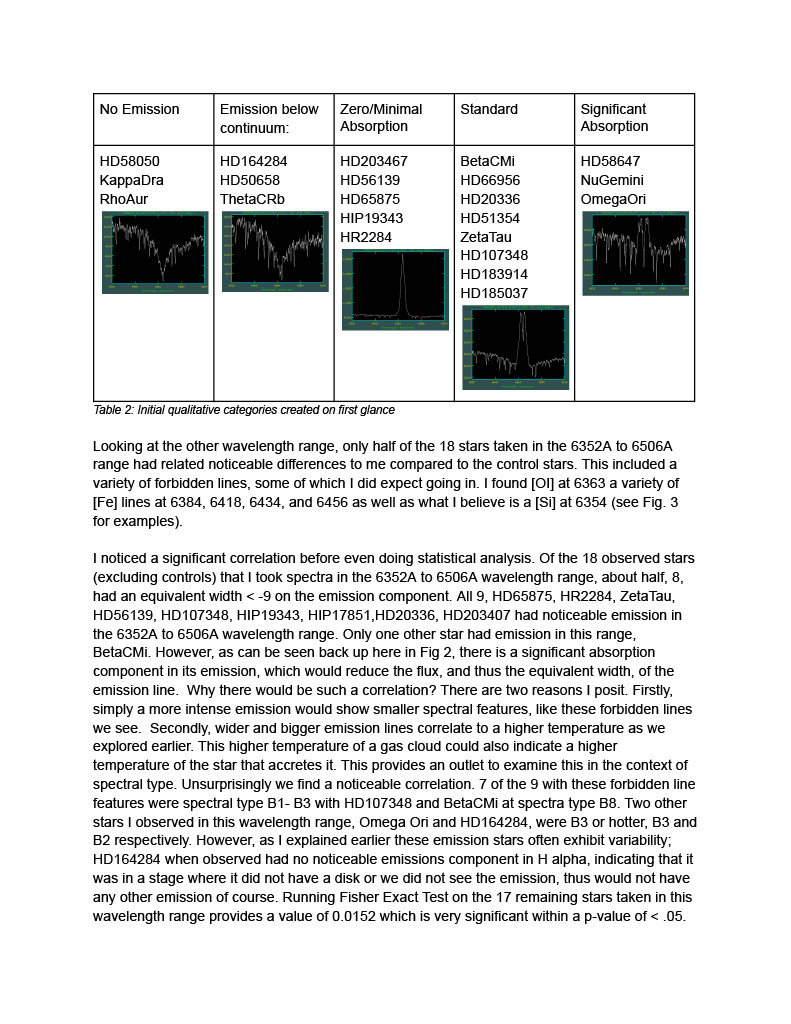 No Emission
Emission below
continuum:
Zero/Minimal
Absorption
Standard
Significant
Absorption
HD58050
KappaDra
RhoAur
HD164284
HD50658
ThetaCRb
HD203467
HD56139
HD65875
HIP19343
HR2284
BetaCMi
HD66956
HD20336
HD51354
ZetaTau
HD107348
HD183914
HD185037
HD58647
NuGemini
OmegaOri
Table 2: Initial qualitative categories created on first glance
Looking at the other wavelength range, only half of the 18 stars taken in the 6352A to 6506A
range had related noticeable differences to me compared to the control stars. This included a
variety of forbidden lines, some of which I did expect going in. I found [OI] at 6363 a variety of
[Fe] lines at 6384, 6418, 6434, and 6456 as well as what I believe is a [Si] at 6354 (see Fig. 3
for examples).
I noticed a significant correlation before even doing statistical analysis. Of the 18 observed stars
(excluding controls) that I took spectra in the 6352A to 6506A wavelength range, about half, 8,
had an equivalent width < -9 on the emission component. All 9, HD65875, HR2284, ZetaTau,
HD56139, HD107348, HIP19343, HIP17851,HD20336, HD203407 had noticeable emission in
the 6352A to 6506A wavelength range. Only one other star had emission in this range,
BetaCMi. However, as can be seen back up here in Fig 2, there is a significant absorption
component in its emission, which would reduce the flux, and thus the equivalent width, of the
emission line.  Why there would be such a correlation? There are two reasons I posit. Firstly,
simply a more intense emission would show smaller spectral features, like these forbidden lines
we see.  Secondly, wider and bigger emission lines correlate to a higher temperature as we
explored earlier. This higher temperature of a gas cloud could also indicate a higher
temperature of the star that accretes it. This provides an outlet to examine this in the context of
spectral type. Unsurprisingly we find a noticeable correlation. 7 of the 9 with these forbidden line
features were spectral type B1- B3 with HD107348 and BetaCMi at spectra type B8. Two other
stars I observed in this wavelength range, Omega Ori and HD164284, were B3 or hotter, B3 and
B2 respectively. However, as I explained earlier these emission stars often exhibit variability;
HD164284 when observed had no noticeable emissions component in H alpha, indicating that it
was in a stage where it did not have a disk or we did not see the emission, thus would not have
any other emission of course. Running Fisher Exact Test on the 17 remaining stars taken in this
wavelength range provides a value of 0.0152 which is very significant within a p-value of < .05.